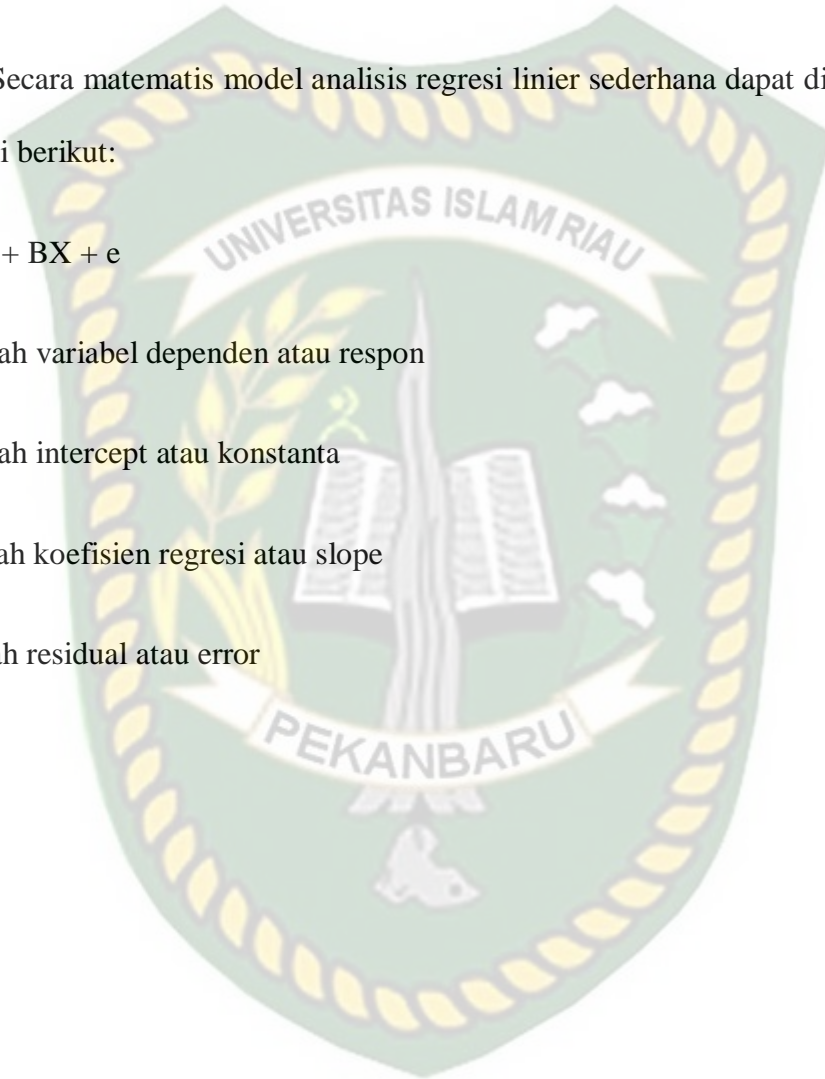 Secara matematis model analisis regresi linier sederhana dapat di
i berikut:
UNIVERSITAS ISLAM RIAU
+ BX + e
ah variabel dependen atau respon
ah intercept atau konstanta
ah koefisien regresi atau slope
ah residual atau error
PEKANBARU